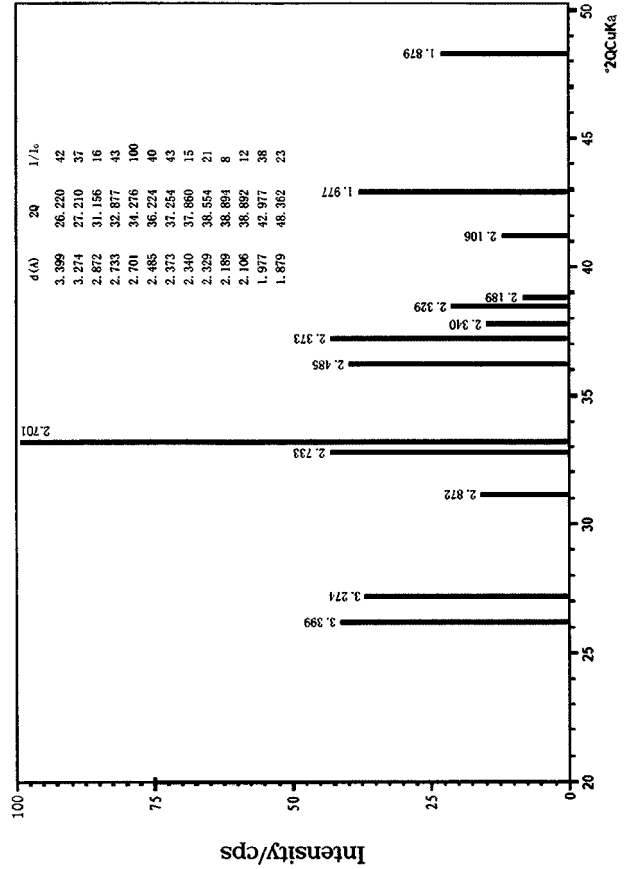 Intensity/cps
100
75
50
25
0
d(A) 2Q I/I₀
3.399 26.220 42
3.274 27.210 37
2.872 31.156 16
2.733 32.877 43
2.701 34.276 100
2.485 36.224 40
2.373 37.254 43
2.340 37.860 15
2.329 38.554 21
2.189 38.894 8
2.106 38.892 12
1.977 42.977 38
1.879 48.362 23
3.399
3.274
2.872
2.733
2.701
2.485
2.373
2.340
2.329
2.189
2.106
1.977
1.879
20 25 30 35 40 45 50
°2QCuKa